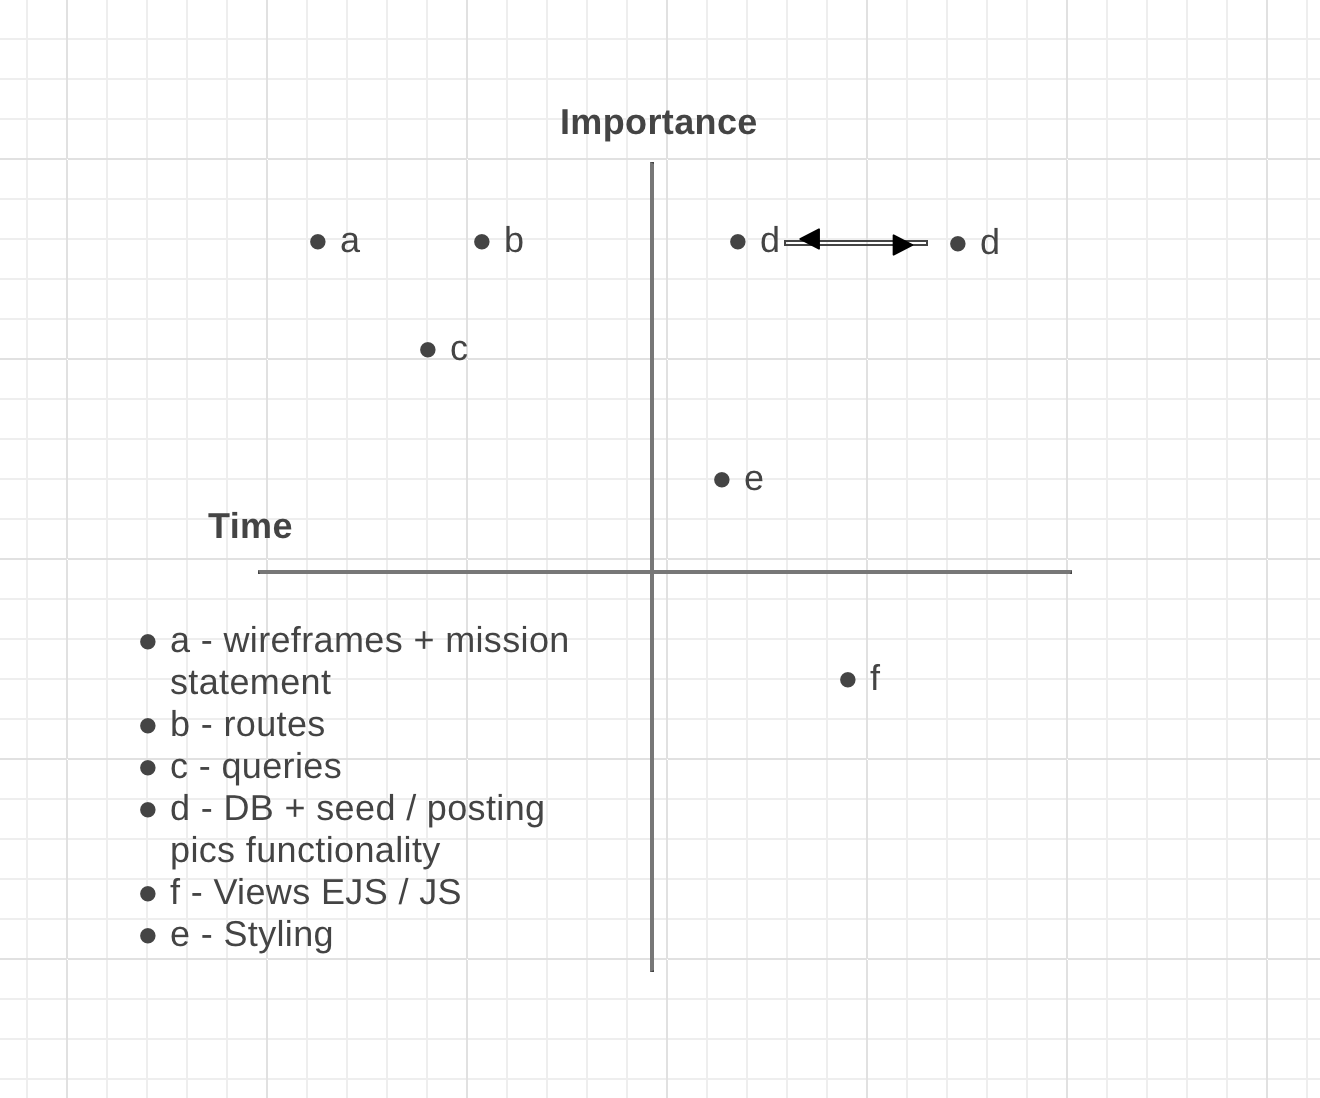 Importance
a
b
d
d
c
e
Time
a - wireframes + mission
statement
b - routes
c - queries
d - DB + seed / posting
pics functionality
f - Views EJS / JS
e - Styling
f